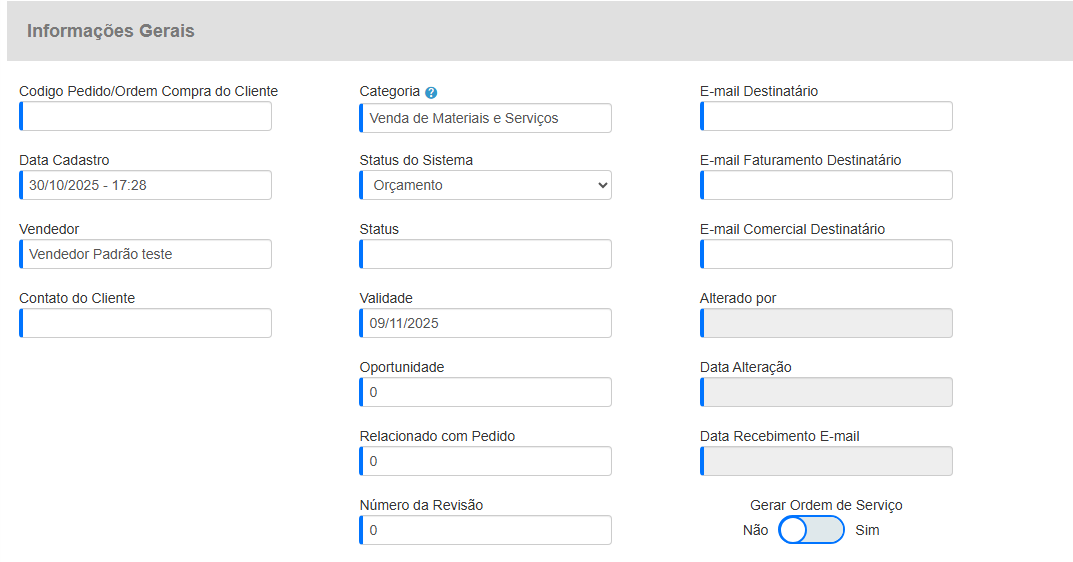 Informações Gerais
Codigo Pedido/Ordem Compra do Cliente
Data Cadastro
30/10/2025 - 17:28
Vendedor
Vendedor Padrão teste
Contato do Cliente
Categoria ?
Venda de Materiais e Serviços
Status do Sistema
Orçamento
Status
Validade
09/11/2025
Oportunidade
0
Relacionado com Pedido
0
Número da Revisão
0
E-mail Destinatário
E-mail Faturamento Destinatário
E-mail Comercial Destinatário
Alterado por
Data Alteração
Data Recebimento E-mail
Gerar Ordem de Serviço
Não Sim